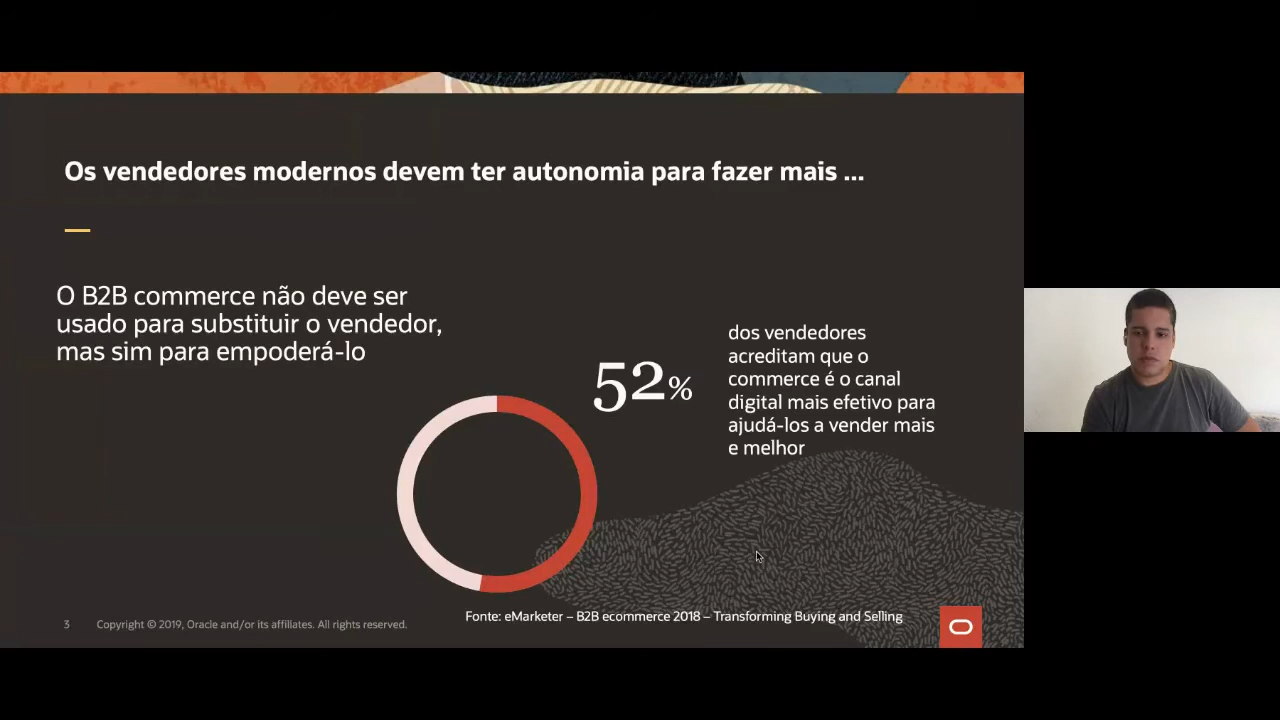 Os vendedores modernos devem ter autonomia para fazer mais ...
O B2B commerce não deve ser
usado para substituir o vendedor,
mas sim para empoderá-lo
52%
dos vendedores
acreditam que o
commerce é o canal
digital mais efetivo para
ajudá-los a vender mais
e melhor
Fonte: eMarketer – B2B ecommerce 2018 – Transforming Buying and Selling
3
Copyright © 2019, Oracle and/or its affiliates. All rights reserved.